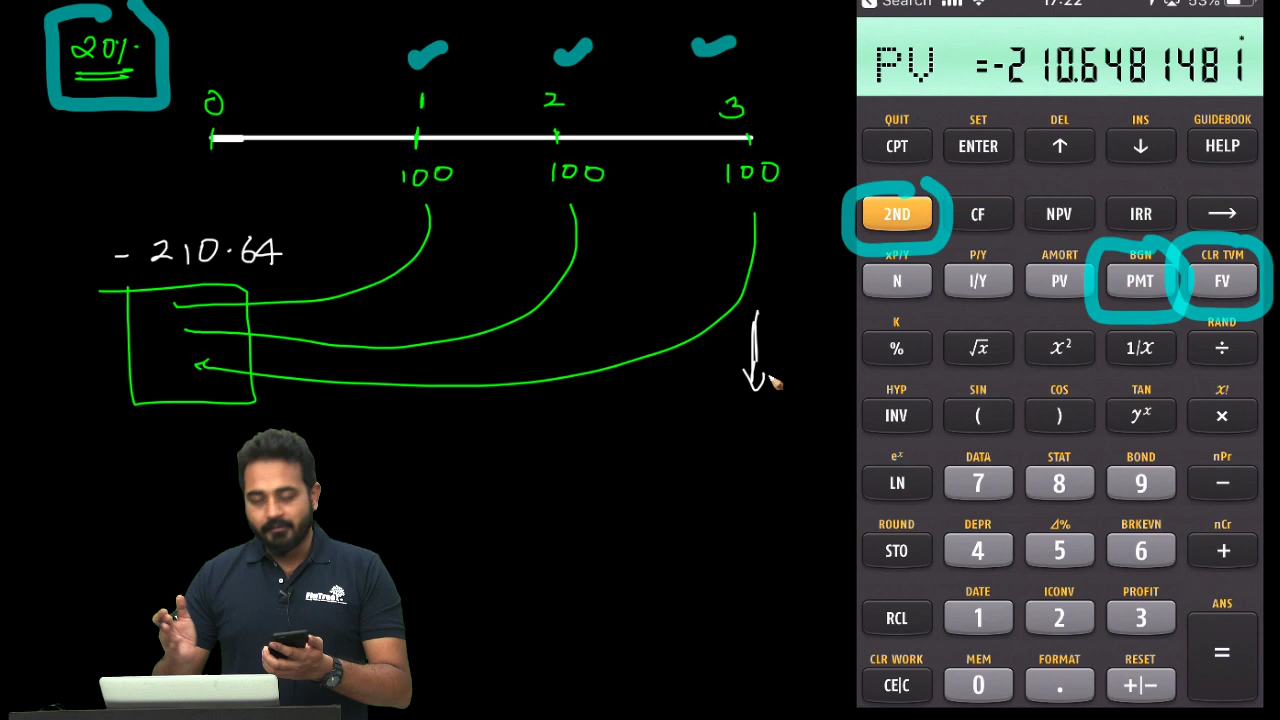 20%
0 1 2 3
100 100 100
- 210.64
FinTree
Search 17:22 53%
PV =-210.6481481
QUIT SET DEL INS GUIDEBOOK
CPT ENTER ↑ ↓ HELP
2ND CF NPV IRR →
xP/Y P/Y AMORT BGN CLR TVM
N I/Y PV PMT FV
K RAND
% √x x² 1/x ÷
HYP SIN COS TAN x!
INV ( ) yˣ ×
eˣ DATA STAT BOND nPr
LN 7 8 9 −
ROUND DEPR Δ% BRKEVN nCr
STO 4 5 6 +
DATE ICONV PROFIT ANS
RCL 1 2 3 =
CLR WORK MEM FORMAT RESET
CE|C 0 . +|−